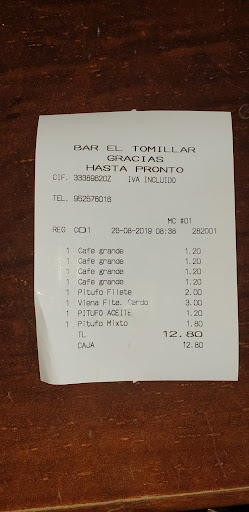 BAR EL TOMILLAR
GRACIAS
HASTA PRONTO
CIF. 33389620Z IVA INCLUIDO
TEL. 952576016
MC #01
REG C01 26-08-2019 08:36 282001
1 Cafe grande 1.20
1 Cafe grande 1.20
1 Cafe grande 1.20
1 Cafe grande 1.20
1 Pitufo Filete 2.00
1 Viena Flte. Cerdo 3.00
1 PITUFO ACEITE 1.20
1 Pitufo Mixto 1.80
TL 12.80
CAJA 12.80